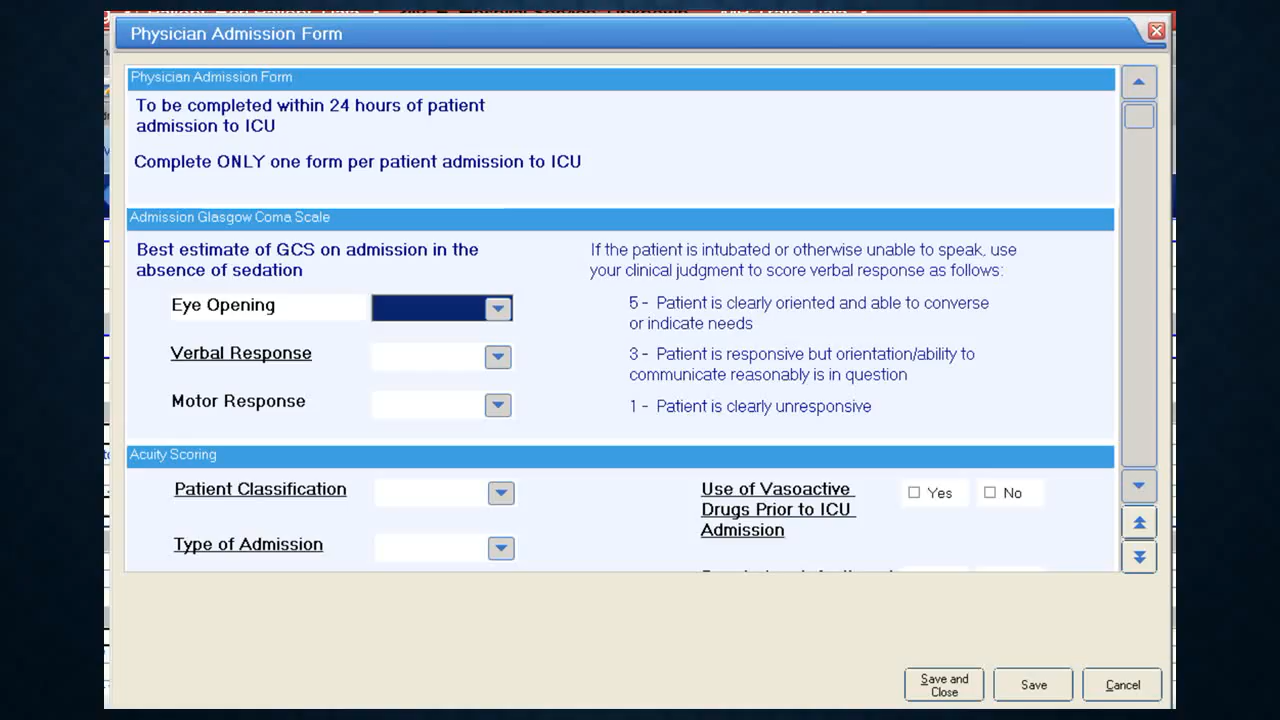 Physician Admission Form
Physician Admission Form
To be completed within 24 hours of patient
admission to ICU
Complete ONLY one form per patient admission to ICU
Admission Glasgow Coma Scale
Best estimate of GCS on admission in the
absence of sedation
If the patient is intubated or otherwise unable to speak, use
your clinical judgment to score verbal response as follows:
Eye Opening
5 - Patient is clearly oriented and able to converse
or indicate needs
Verbal Response
3 - Patient is responsive but orientation/ability to
communicate reasonably is in question
Motor Response
1 - Patient is clearly unresponsive
Acuity Scoring
Patient Classification
Use of Vasoactive
Drugs Prior to ICU
Admission
Yes
No
Type of Admission
Save and
Close
Save
Cancel